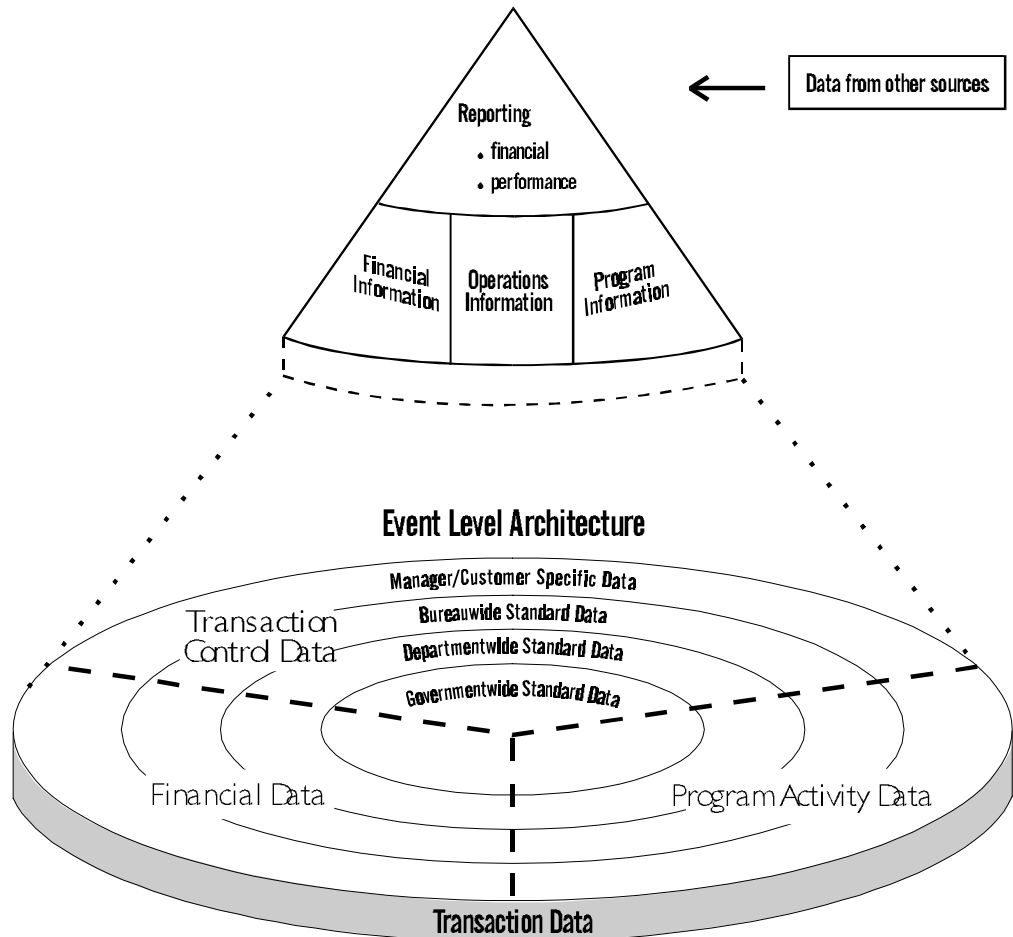 Data from other sources
Reporting
• financial
• performance
Financial
Information
Operations
Information
Program
Information
Event Level Architecture
Manager/Customer Specific Data
Bureauwide Standard Data
Transaction
Control Data
Departmentwide Standard Data
Governmentwide Standard Data
Financial Data
Program Activity Data
Transaction Data